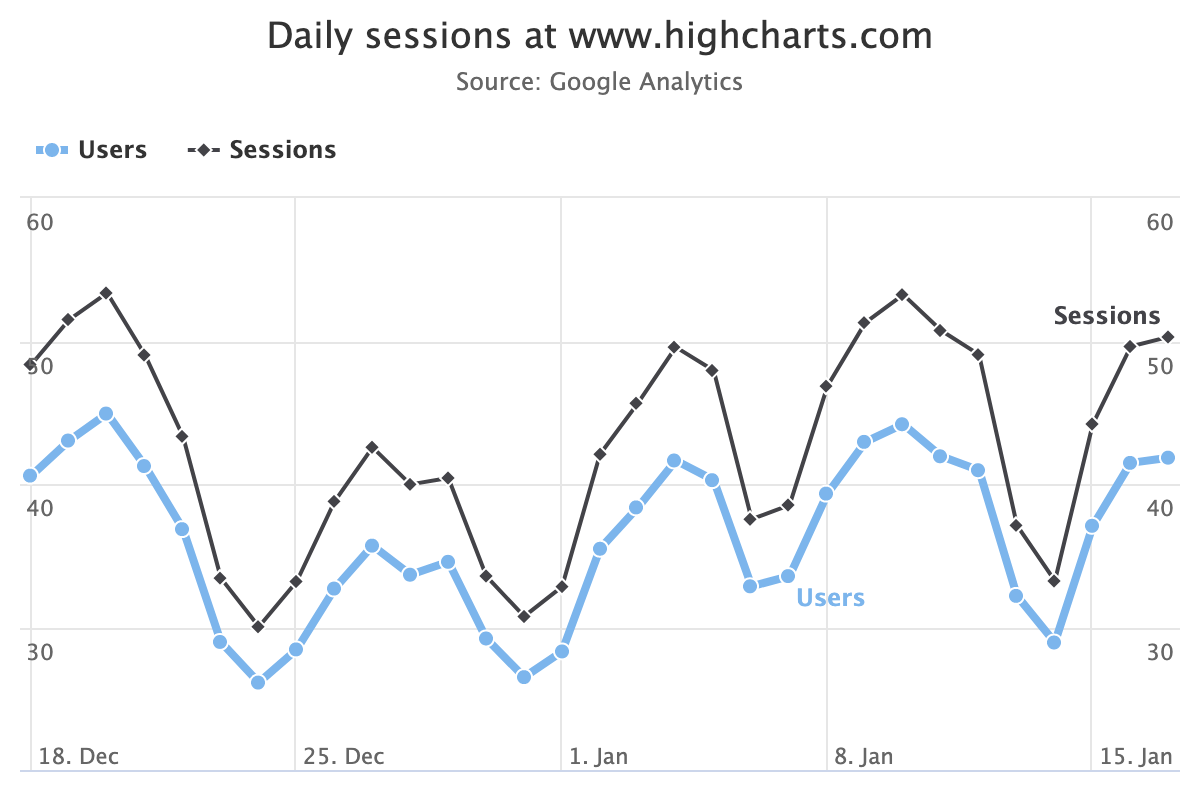 Daily sessions at www.highcharts.com
Source: Google Analytics
Users Sessions
60 60
Sessions
50 50
40 40
Users
30 30
18. Dec 25. Dec 1. Jan 8. Jan 15. Jan